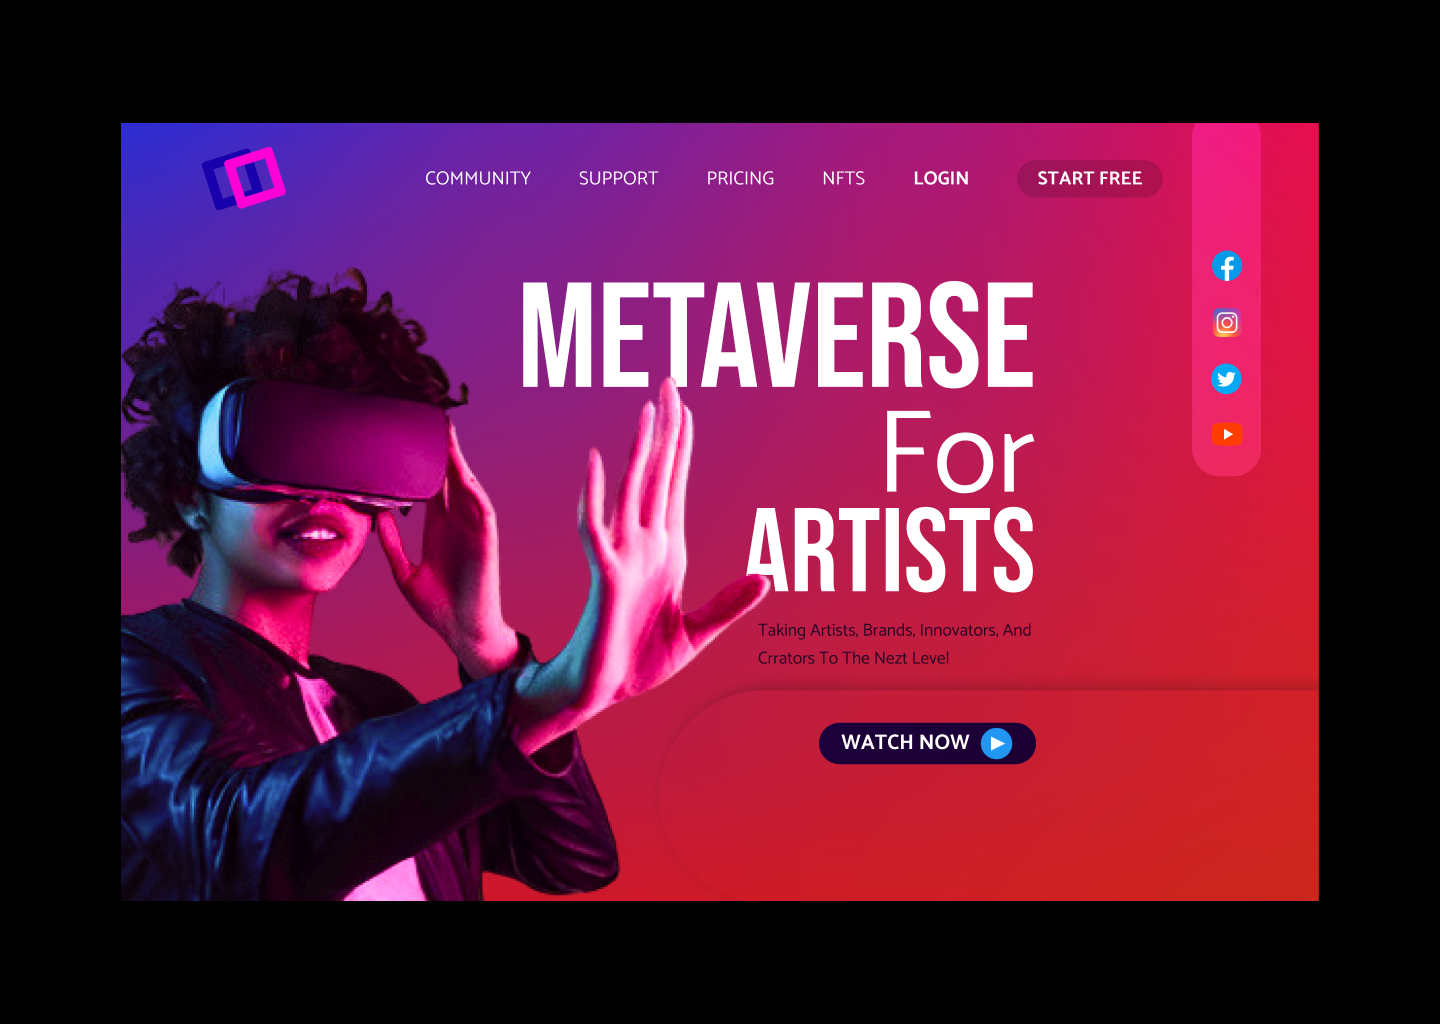 COMMUNITY SUPPORT PRICING NFTS LOGIN START FREE
METAVERSE
For
ARTISTS
Taking Artists, Brands, Innovators, And
Crrators To The Nezt Level
WATCH NOW